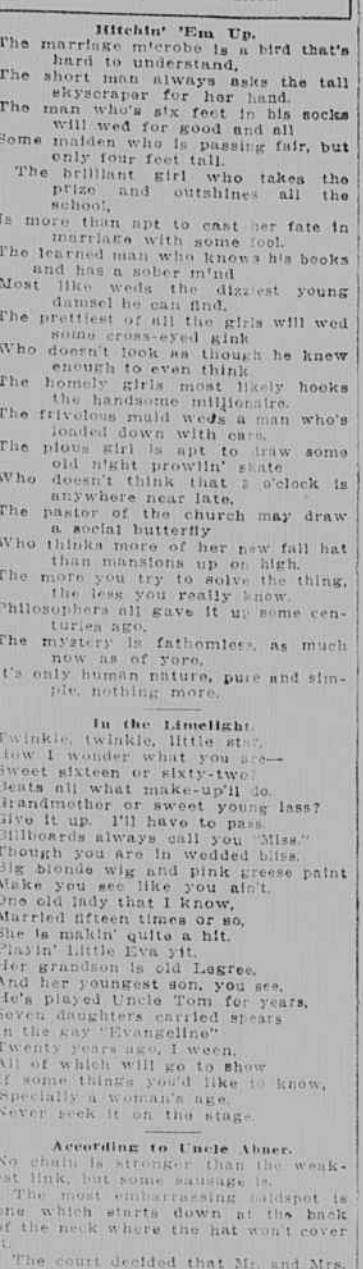 Hitchin' 'Em Up.
The marriage m'crobe is a bird that's
hard to understand,
The short man always asks the tall
skyscraper for her hand.
The man who's six feet in his socks
will wed for good and all
Some maiden who is passing fair, but
only four feet tall.
The brilliant girl who takes the
prize and outshines all the
school,
Is more than apt to cast her fate in
marriage with some fool.
The learned man who knows his books
and has a sober m'nd
Most like weds the dizziest young
damsel he can find.
The prettiest of all the girls will wed
some cross-eyed gink
Who doesn't look as though he knew
enough to even think.
The homely girls most likely hooks
the handsome millionaire.
The frivolous maid weds a man who's
loaded down with care.
The pious girl is apt to draw some
old n'ght prowlin' skate
Who doesn't think that 2 o'clock is
anywhere near late.
The pastor of the church may draw
a social butterfly
Who thinks more of her new fall hat
than mansions up on high.
The more you try to solve the thing,
the less you really know.
Philosophers all gave it up some cen-
turies ago.
The mystery is fathomless, as much
now as of yore,
It's only human nature, pure and sim-
ple, nothing more.
In the Limelight.
Twinkle, twinkle, little star,
How I wonder what you are—
Sweet sixteen or sixty-two?
Beats all what make-up'll do.
Grandmother or sweet young lass?
Give it up. I'll have to pass.
Billboards always call you "Miss."
Though you are in wedded bliss.
Big blonde wig and pink greese paint
Make you see like you ain't.
One old lady that I know,
Married fifteen times or so,
She is makin' quite a hit.
Playin' Little Eva yit.
Her grandson is old Legree,
And her youngest son, you see,
He's played Uncle Tom for years,
Seven daughters carried spears
In the gay "Evangeline"
Twenty years ago, I ween,
All of which will go to show
If some things you'd like to know,
'Specially a woman's age,
Never seek it on the stage.
According to Uncle Abner.
No chain is stronger than the weak-
est link, but some sausage is.
The most embarrassing baldspot is
one which starts down at the back
of the neck where the hat won't cover
it.
The court decided that Mr. and Mrs.